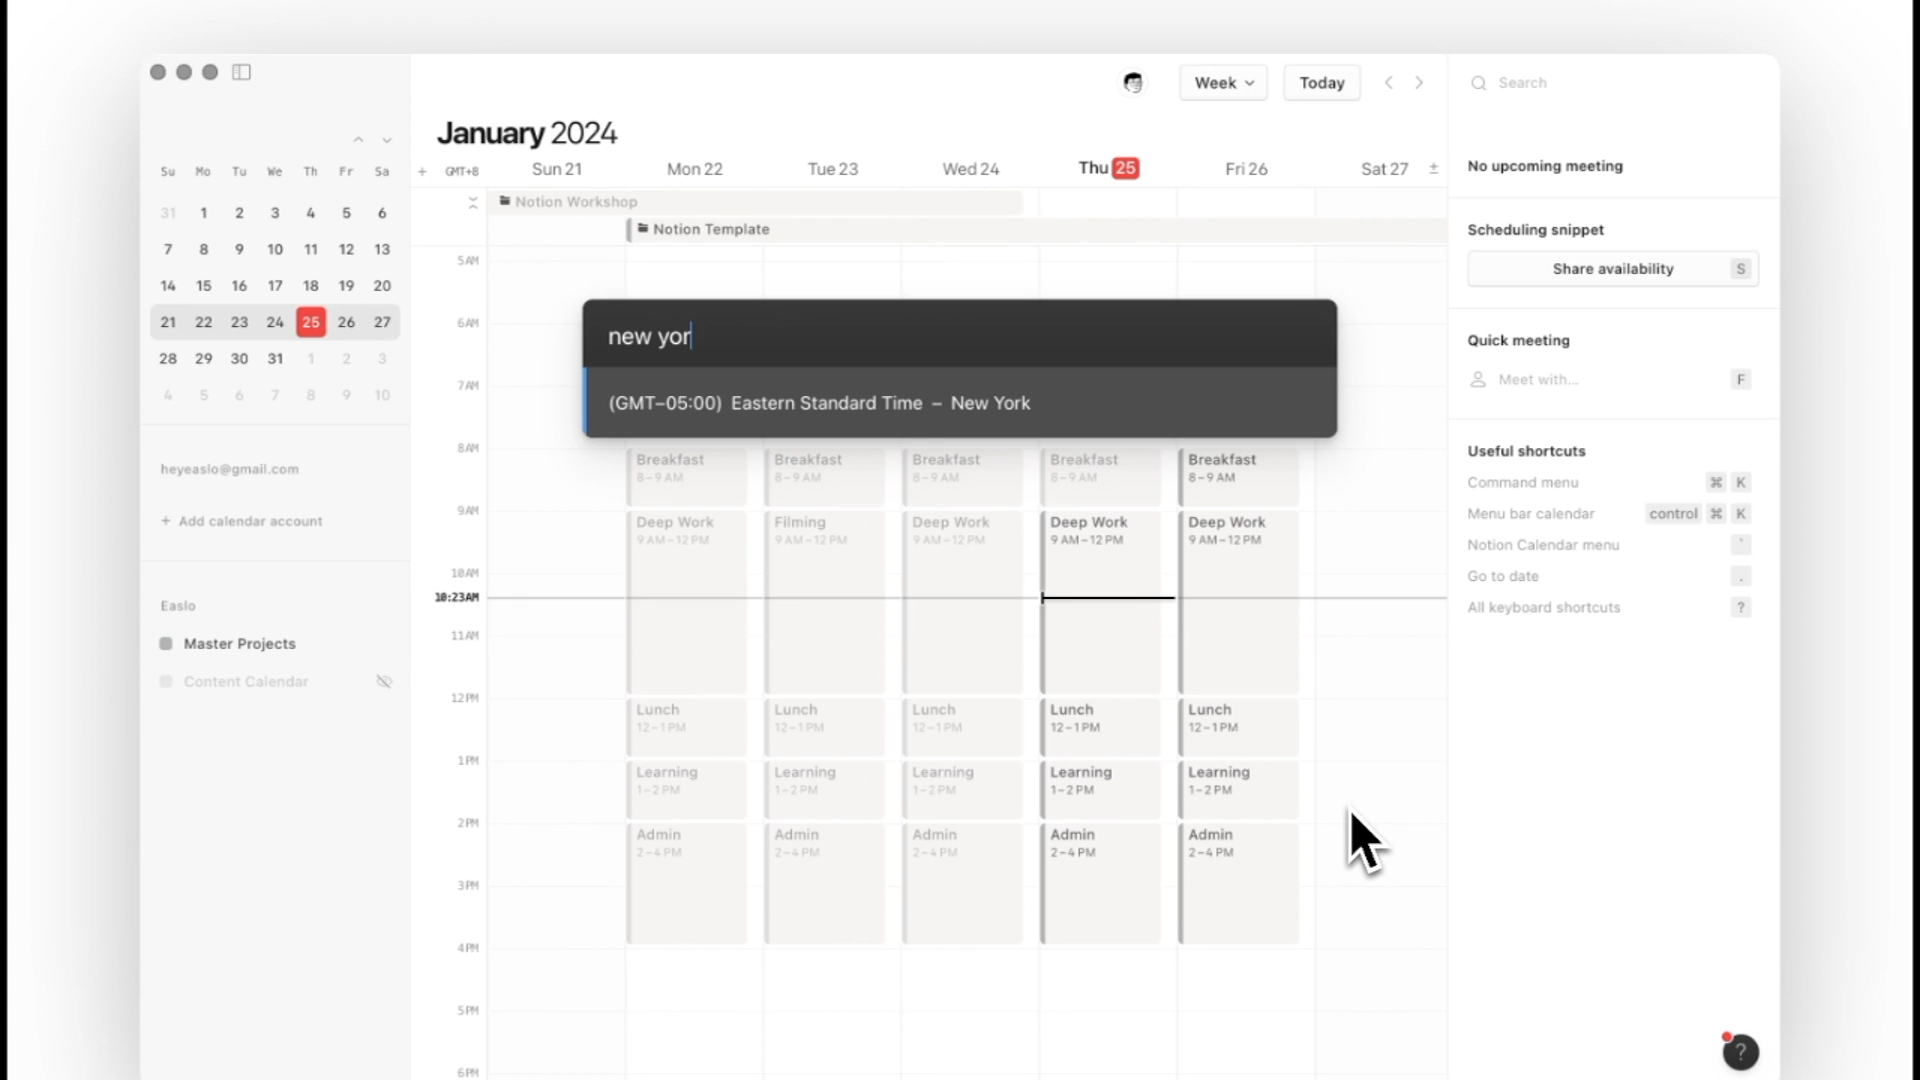 Su Mo Tu We Th Fr Sa
31 1 2 3 4 5 6
7 8 9 10 11 12 13
14 15 16 17 18 19 20
21 22 23 24 25 26 27
28 29 30 31 1 2 3
4 5 6 7 8 9 10
heyeaslo@gmail.com
+ Add calendar account
Easlo
Master Projects
Content Calendar
Week
Today
January 2024
+ GMT+8 Sun 21 Mon 22 Tue 23 Wed 24 Thu 25 Fri 26 Sat 27 ±
Notion Workshop
Notion Template
new yor
(GMT−05:00) Eastern Standard Time – New York
5AM
6AM
7AM
8AM
Breakfast Breakfast Breakfast Breakfast Breakfast
8–9 AM 8–9 AM 8–9 AM 8–9 AM 8–9 AM
9AM
Deep Work Filming Deep Work Deep Work Deep Work
9 AM–12 PM 9 AM–12 PM 9 AM–12 PM 9 AM–12 PM 9 AM–12 PM
10AM
10:23AM
11AM
12PM
Lunch Lunch Lunch Lunch Lunch
12–1 PM 12–1 PM 12–1 PM 12–1 PM 12–1 PM
1PM
Learning Learning Learning Learning Learning
1–2 PM 1–2 PM 1–2 PM 1–2 PM 1–2 PM
2PM
Admin Admin Admin Admin Admin
2–4 PM 2–4 PM 2–4 PM 2–4 PM 2–4 PM
3PM
4PM
5PM
6PM
Search
No upcoming meeting
Scheduling snippet
Share availability S
Quick meeting
Meet with... F
Useful shortcuts
Command menu ⌘ K
Menu bar calendar control ⌘ K
Notion Calendar menu `
Go to date .
All keyboard shortcuts ?
?